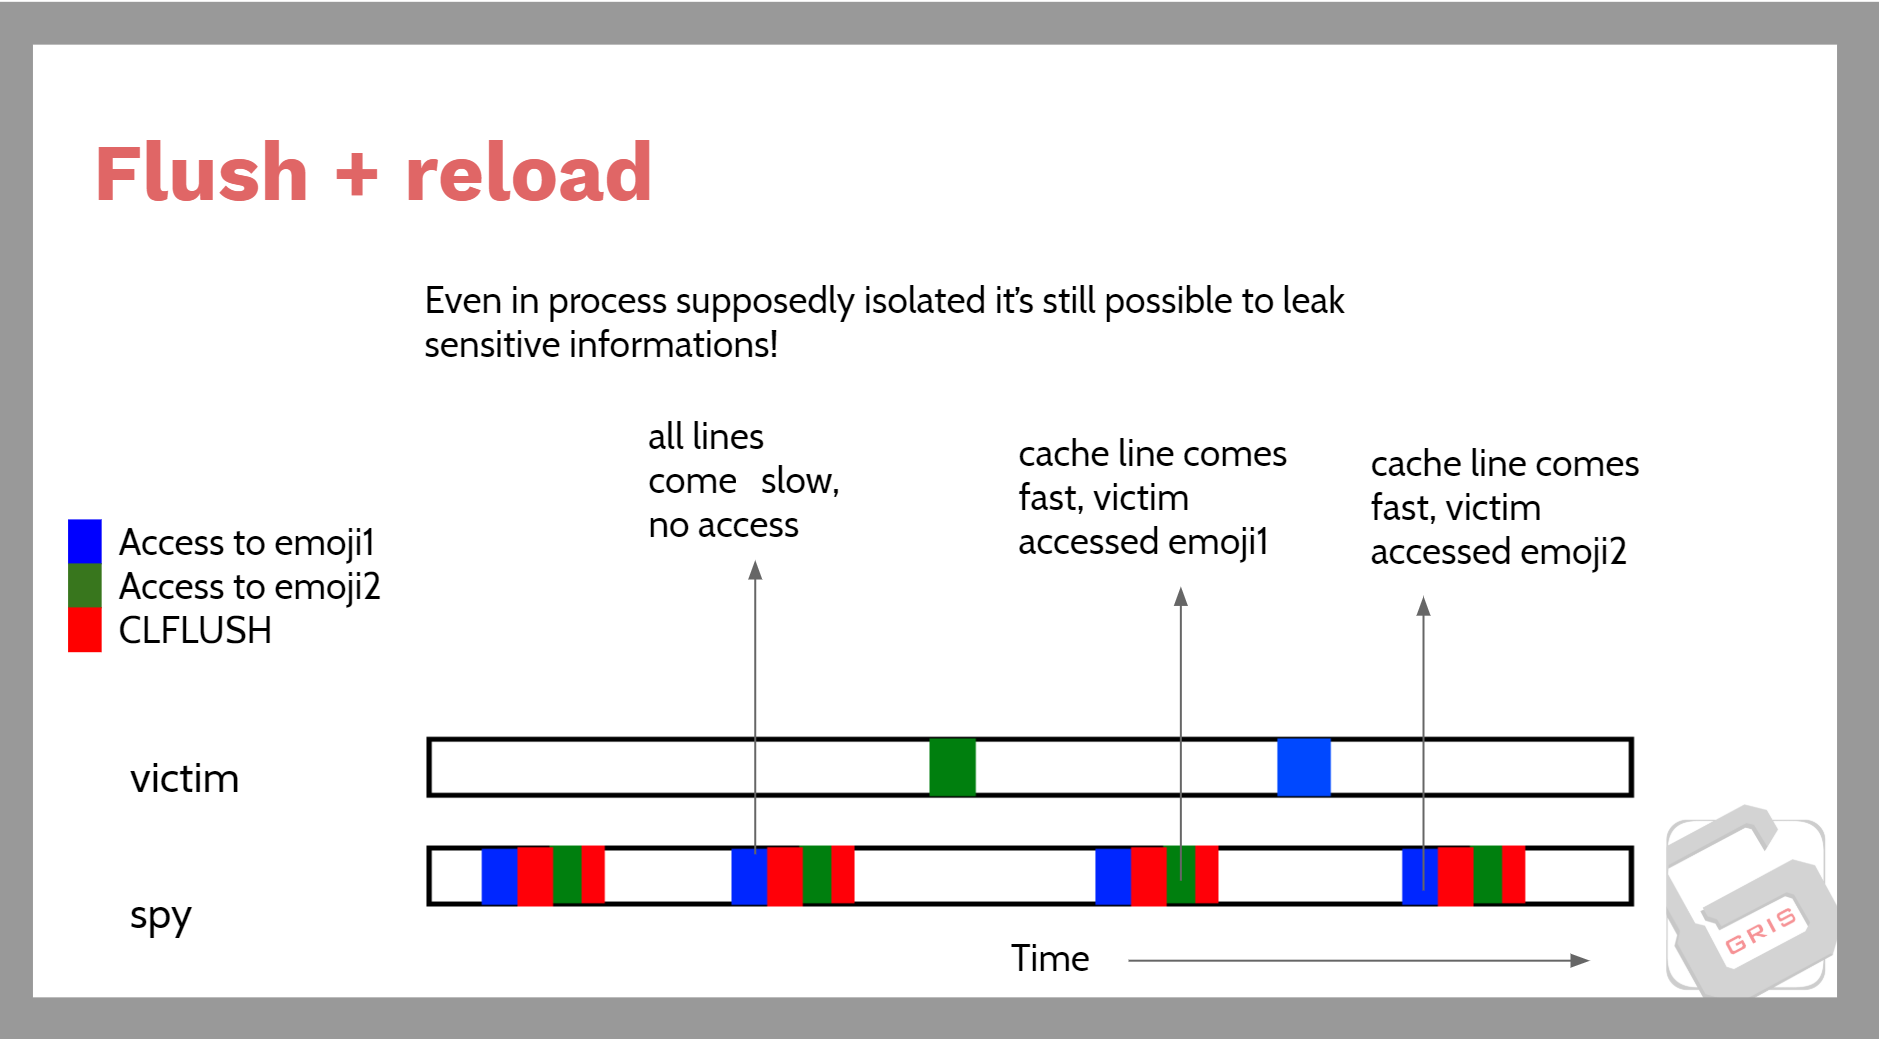 Flush + reload
Even in process supposedly isolated it's still possible to leak
sensitive informations!
all lines
come slow,
no access
cache line comes
fast, victim
accessed emoji1
cache line comes
fast, victim
accessed emoji2
Access to emoji1
Access to emoji2
CLFLUSH
victim
spy
Time
GRIS